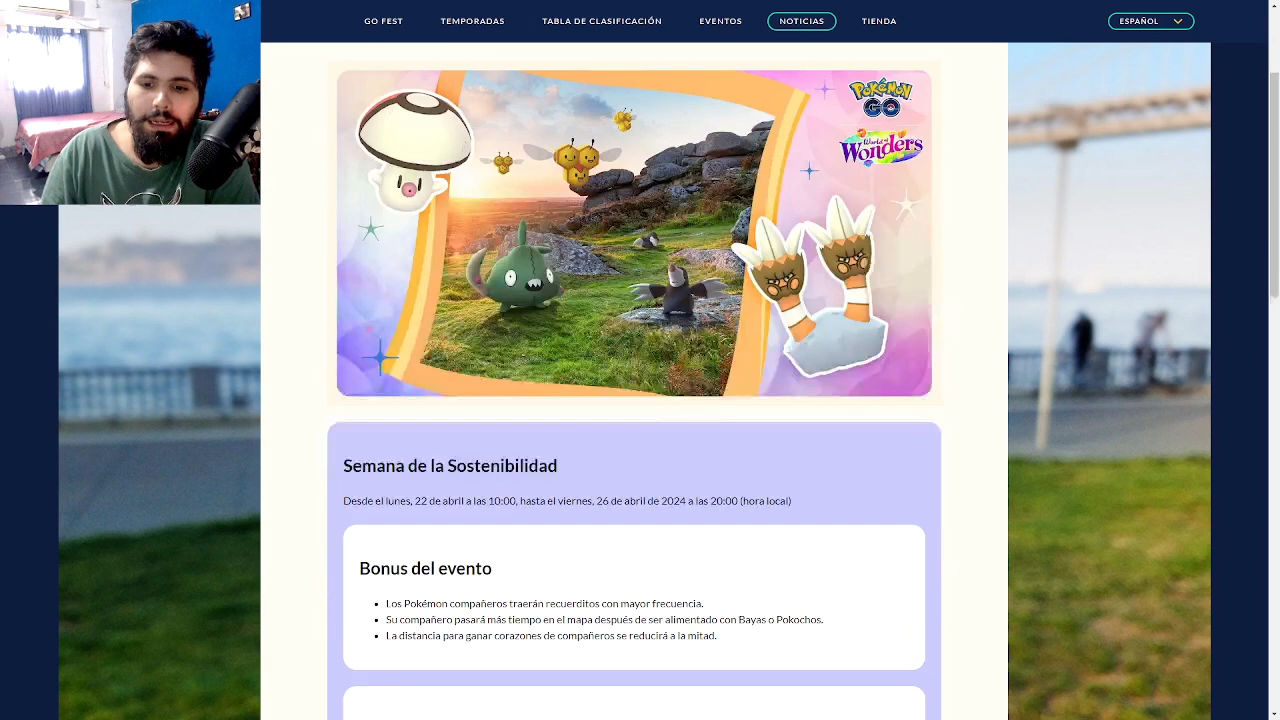 GO FEST
TEMPORADAS
TABLA DE CLASIFICACIÓN
EVENTOS
NOTICIAS
TIENDA
ESPAÑOL
POKÉMON
GO
World of
Wonders
Semana de la Sostenibilidad
Desde el lunes, 22 de abril a las 10:00, hasta el viernes, 26 de abril de 2024 a las 20:00 (hora local)
Bonus del evento
• Los Pokémon compañeros traerán recuerditos con mayor frecuencia.
• Su compañero pasará más tiempo en el mapa después de ser alimentado con Bayas o Pokochos.
• La distancia para ganar corazones de compañeros se reducirá a la mitad.